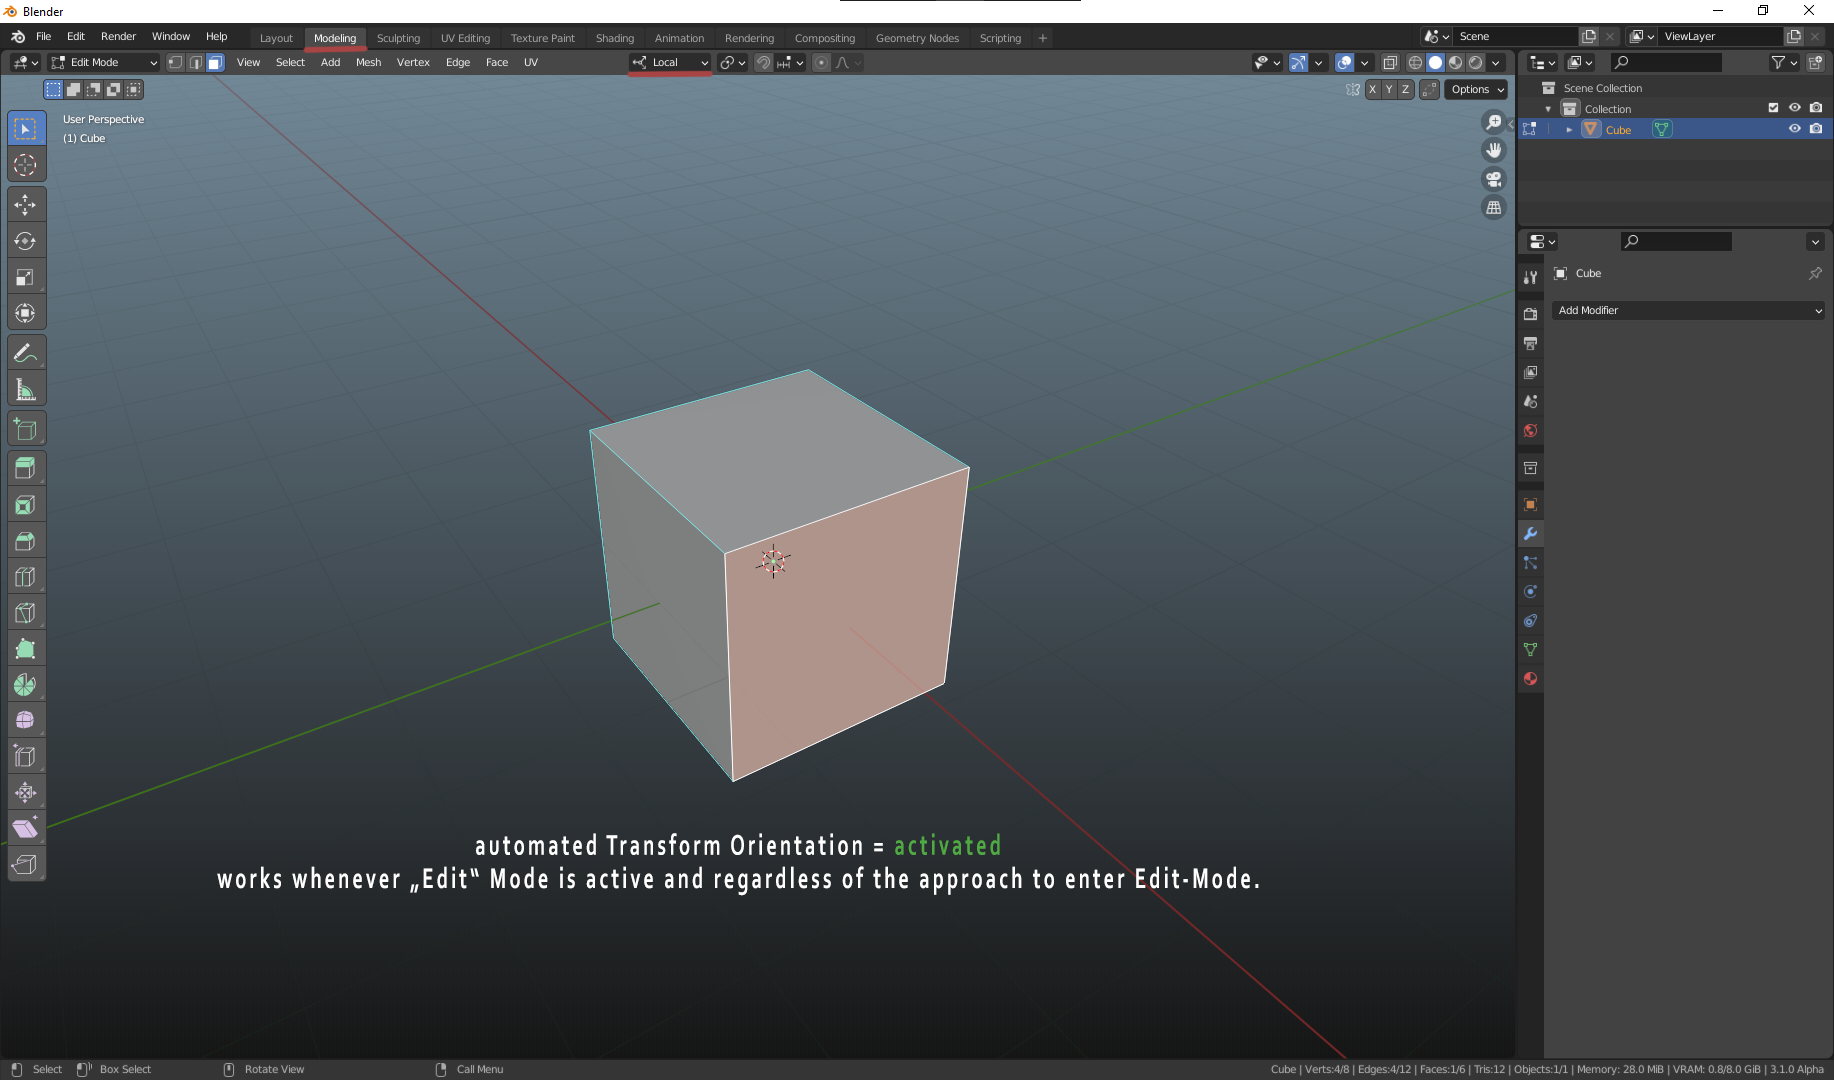 Blender
File Edit Render Window Help Layout Modeling Sculpting UV Editing Texture Paint Shading Animation Rendering Compositing Geometry Nodes Scripting + Scene ViewLayer
Edit Mode View Select Add Mesh Vertex Edge Face UV Local
X Y Z Options
User Perspective
(1) Cube
Scene Collection
Collection
Cube
Cube
Add Modifier
automated Transform Orientation = activated
works whenever „Edit“ Mode is active and regardless of the approach to enter Edit-Mode.
Select Box Select Rotate View Call Menu Cube | Verts:4/8 | Edges:4/12 | Faces:1/6 | Tris:12 | Objects:1/1 | Memory: 28.0 MiB | VRAM: 0.8/8.0 GiB | 3.1.0 Alpha